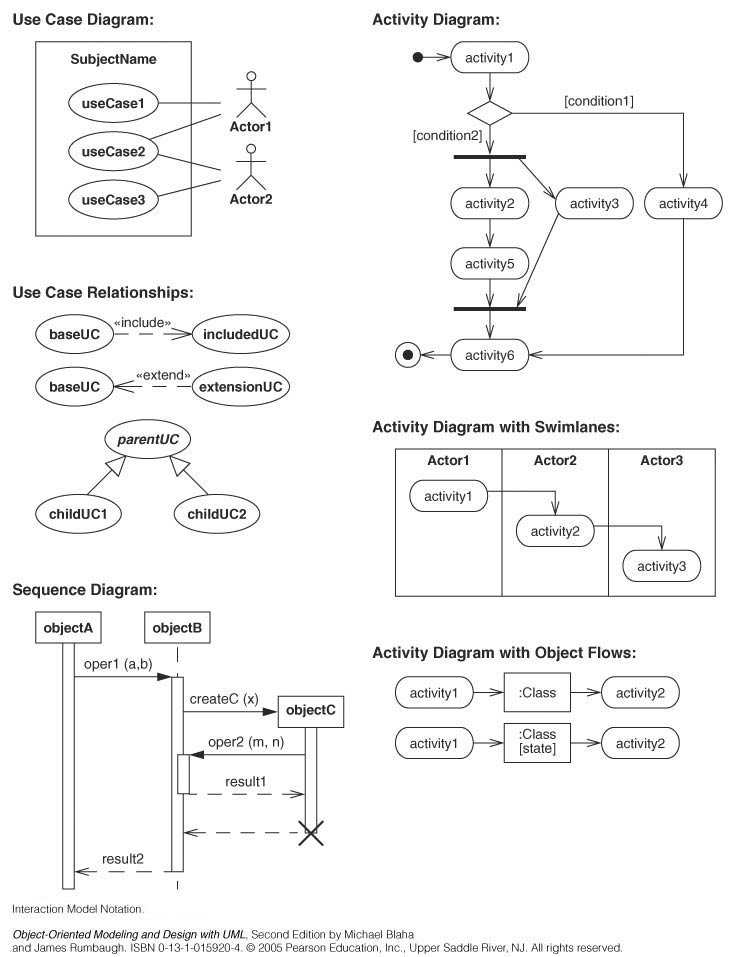 Use Case Diagram:
SubjectName
useCase1
useCase2
useCase3
Actor1
Actor2
Use Case Relationships:
baseUC
«include»
includedUC
baseUC
«extend»
extensionUC
parentUC
childUC1
childUC2
Sequence Diagram:
objectA
objectB
oper1 (a,b)
createC (x)
objectC
oper2 (m, n)
result1
result2
Activity Diagram:
activity1
[condition1]
[condition2]
activity2
activity3
activity4
activity5
activity6
Activity Diagram with Swimlanes:
Actor1
Actor2
Actor3
activity1
activity2
activity3
Activity Diagram with Object Flows:
activity1
:Class
activity2
activity1
:Class
[state]
activity2
Interaction Model Notation.
Object-Oriented Modeling and Design with UML, Second Edition by Michael Blaha
and James Rumbaugh. ISBN 0-13-1-015920-4. © 2005 Pearson Education, Inc., Upper Saddle River, NJ. All rights reserved.